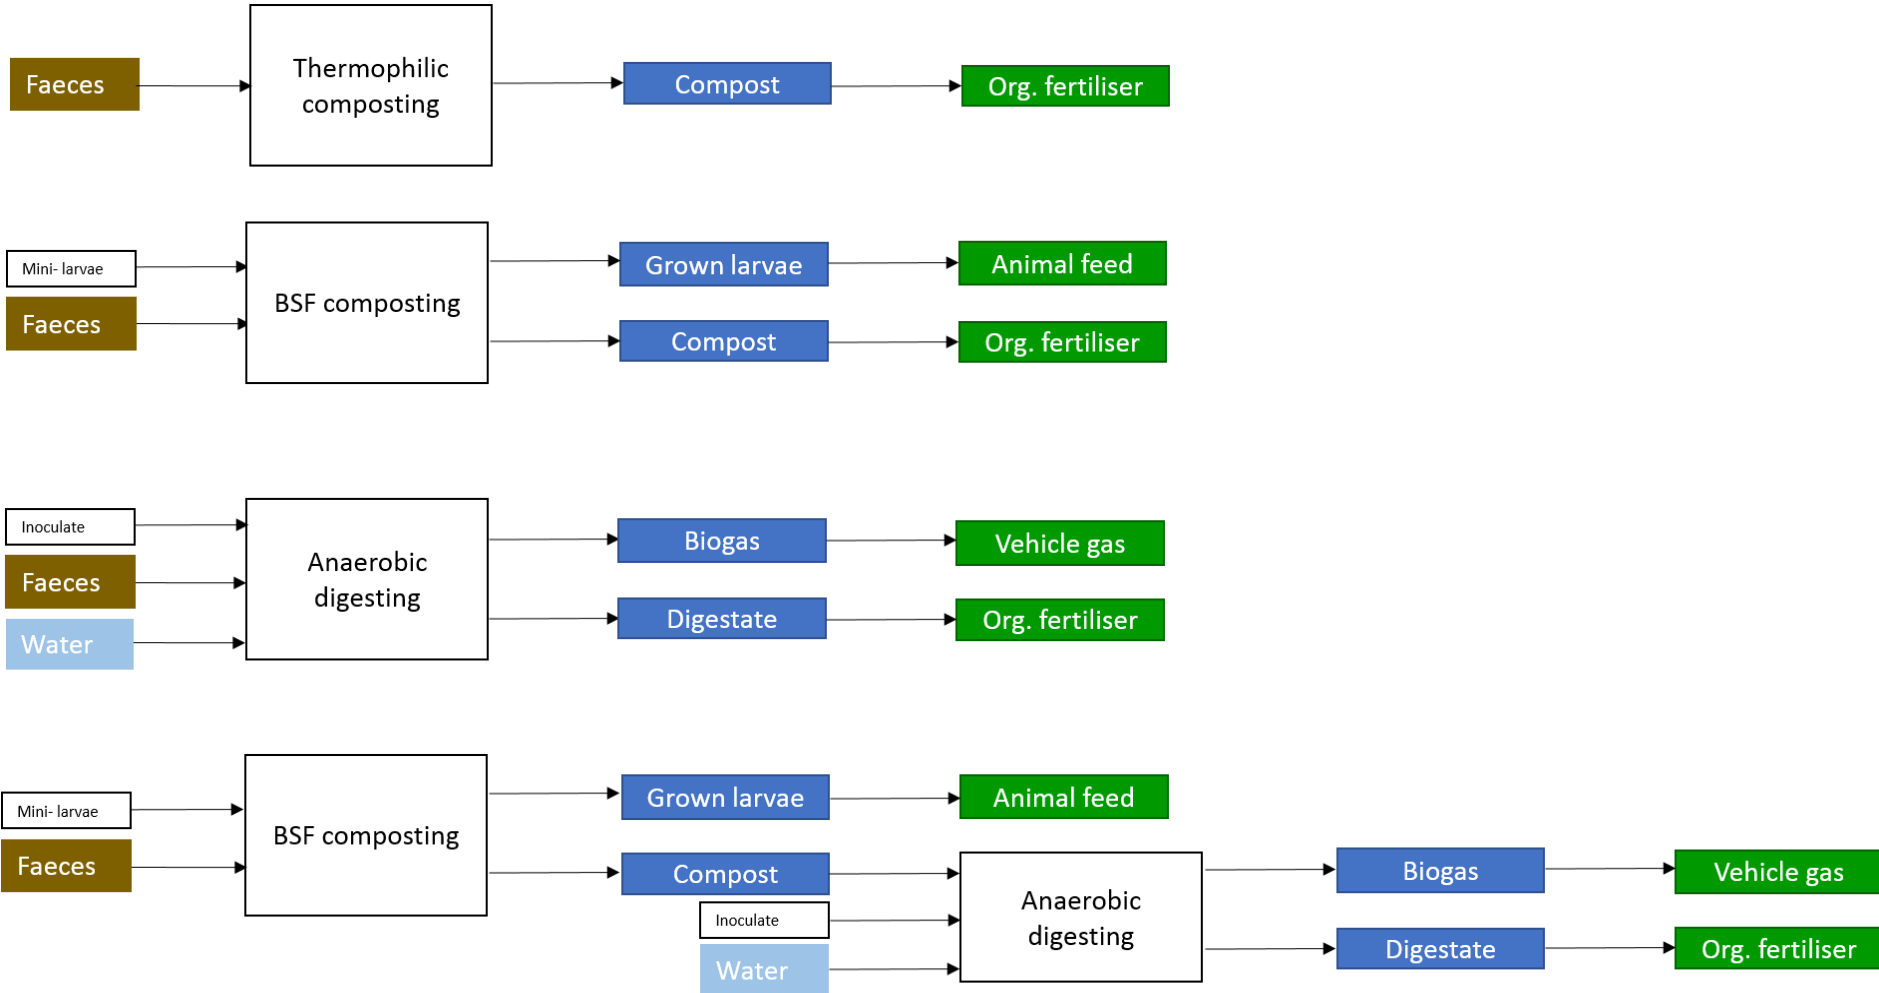 Faeces
Thermophilic
composting
Compost
Org. fertiliser
Mini- larvae
Faeces
BSF composting
Grown larvae
Animal feed
Compost
Org. fertiliser
Inoculate
Faeces
Water
Anaerobic
digesting
Biogas
Vehicle gas
Digestate
Org. fertiliser
Mini- larvae
Faeces
BSF composting
Grown larvae
Animal feed
Compost
Inoculate
Water
Anaerobic
digesting
Biogas
Vehicle gas
Digestate
Org. fertiliser